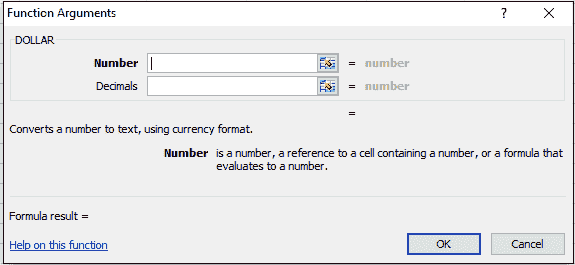 Function Arguments ? ×
DOLLAR
Number = number
Decimals = number
=
Converts a number to text, using currency format.
Number is a number, a reference to a cell containing a number, or a formula that
evaluates to a number.
Formula result =
Help on this function OK Cancel